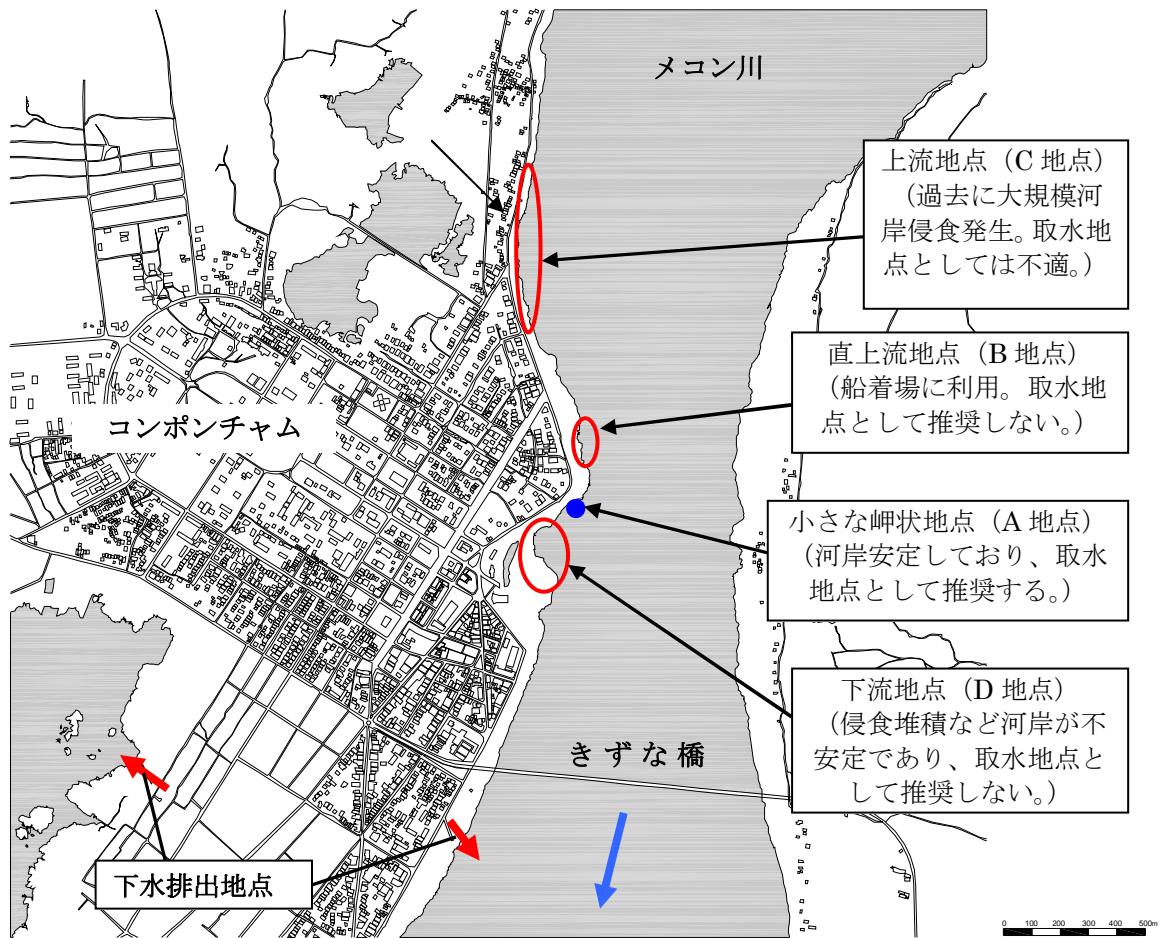 メコン川
上流地点（C 地点）
（過去に大規模河
岸侵食発生。取水地
点としては不適。）
直上流地点（B 地点）
（船着場に利用。取水地
点として推奨しない。）
コンポンチャム
小さな岬状地点（A 地点）
（河岸安定しており、取水
地点として推奨する。）
下流地点（D 地点）
（侵食堆積など河岸が不
安定であり、取水地点と
して推奨しない。）
きずな橋
下水排出地点
0 100 200 300 400 500m